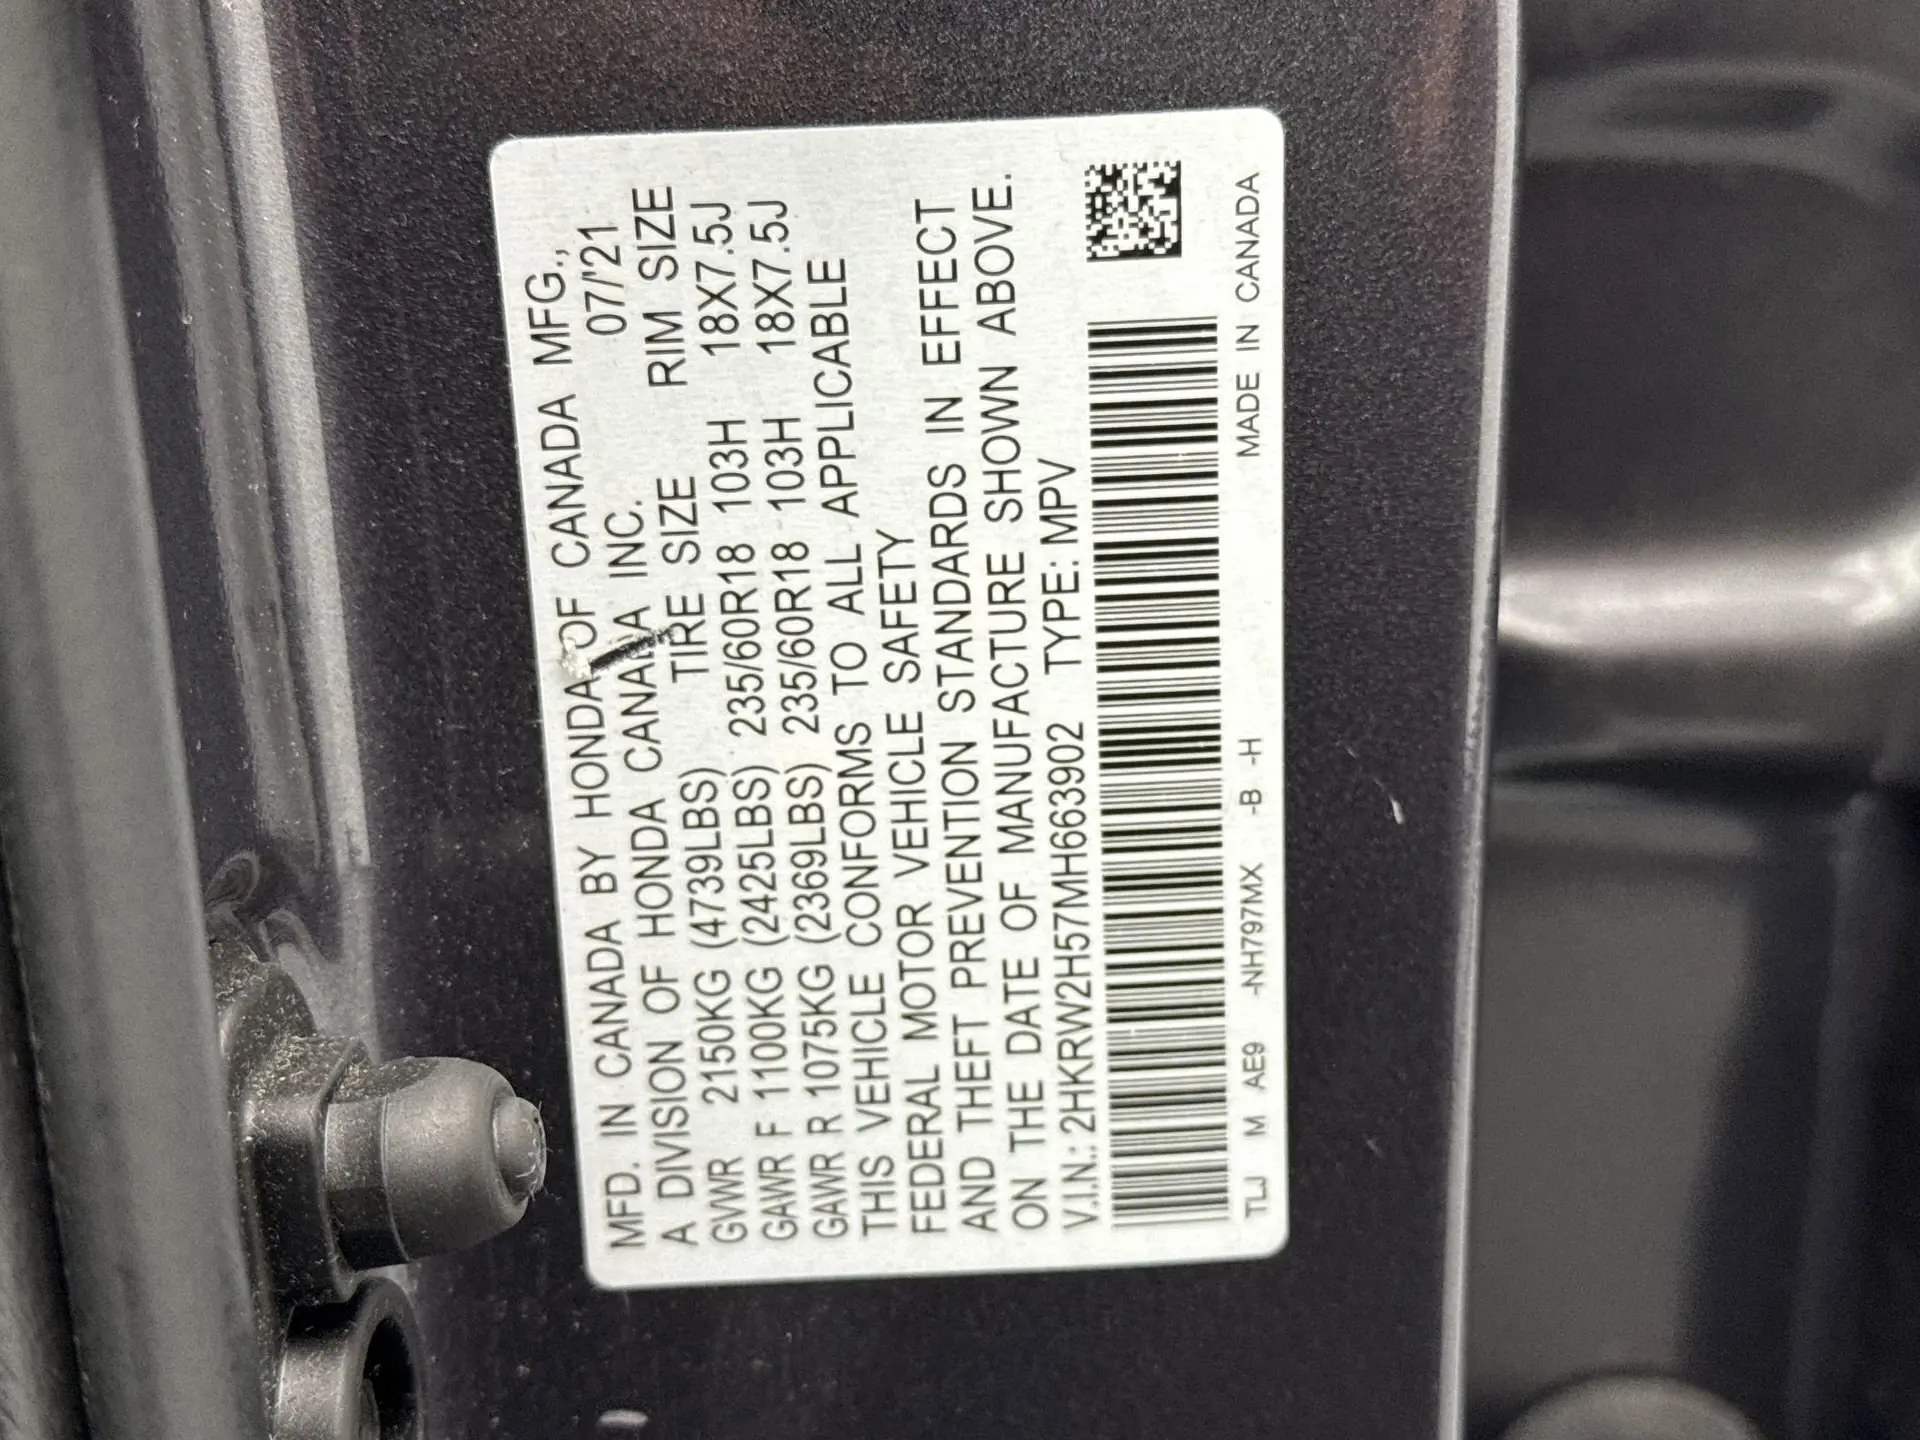 MFD. IN CANADA BY HONDA OF CANADA MFG.,
A DIVISION OF HONDA CANADA INC. 07/'21
TIRE SIZE RIM SIZE
GVWR 2150KG (4739LBS) 235/60R18 103H 18X7.5J
GAWR F 1100KG (2425LBS) 235/60R18 103H 18X7.5J
GAWR R 1075KG (2369LBS)
THIS VEHICLE CONFORMS TO ALL APPLICABLE
FEDERAL MOTOR VEHICLE SAFETY
AND THEFT PREVENTION STANDARDS IN EFFECT
ON THE DATE OF MANUFACTURE SHOWN ABOVE.
V.I.N.: 2HKRW2H57MH663902 TYPE: MPV
TLJ M AE9 -NH797MX -B -H MADE IN CANADA